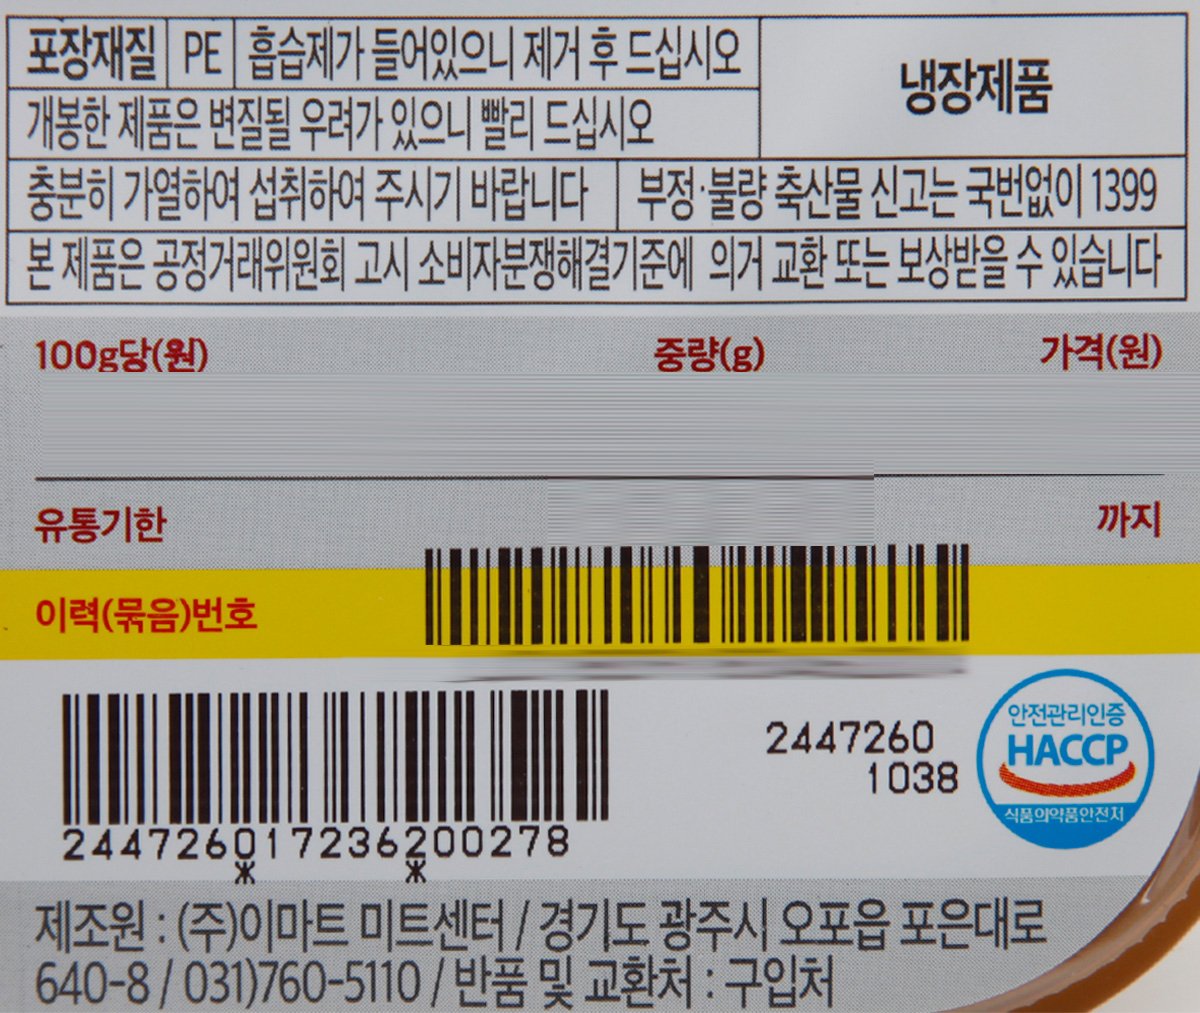 포장재질 PE 흡습제가 들어있으니 제거 후 드십시오
냉장제품
개봉한 제품은 변질될 우려가 있으니 빨리 드십시오
충분히 가열하여 섭취하여 주시기 바랍니다 부정·불량 축산물 신고는 국번없이 1399
본 제품은 공정거래위원회 고시 소비자분쟁해결기준에 의거 교환 또는 보상받을 수 있습니다
100g당(원) 중량(g) 가격(원)
유통기한 까지
이력(묶음)번호
2447260
1038
244726017236200278
안전관리인증
HACCP
식품의약품안전처
제조원 : (주)이마트 미트센터 / 경기도 광주시 오포읍 포은대로
640-8 / 031)760-5110 / 반품 및 교환처 : 구입처